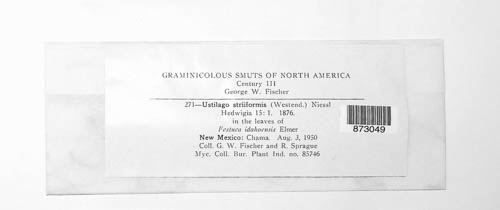 GRAMINICOLOUS SMUTS OF NORTH AMERICA
Century III
George W. Fischer
271—Ustilago striiformis (Westend.) Niessl
Hedwigia 15: 1. 1876.
in the leaves of
Festuca idahoensis Elmer
New Mexico: Chama. Aug. 3, 1950
Coll. G. W. Fischer and R. Sprague
Myc. Coll. Bur. Plant Ind. no. 85746
873049